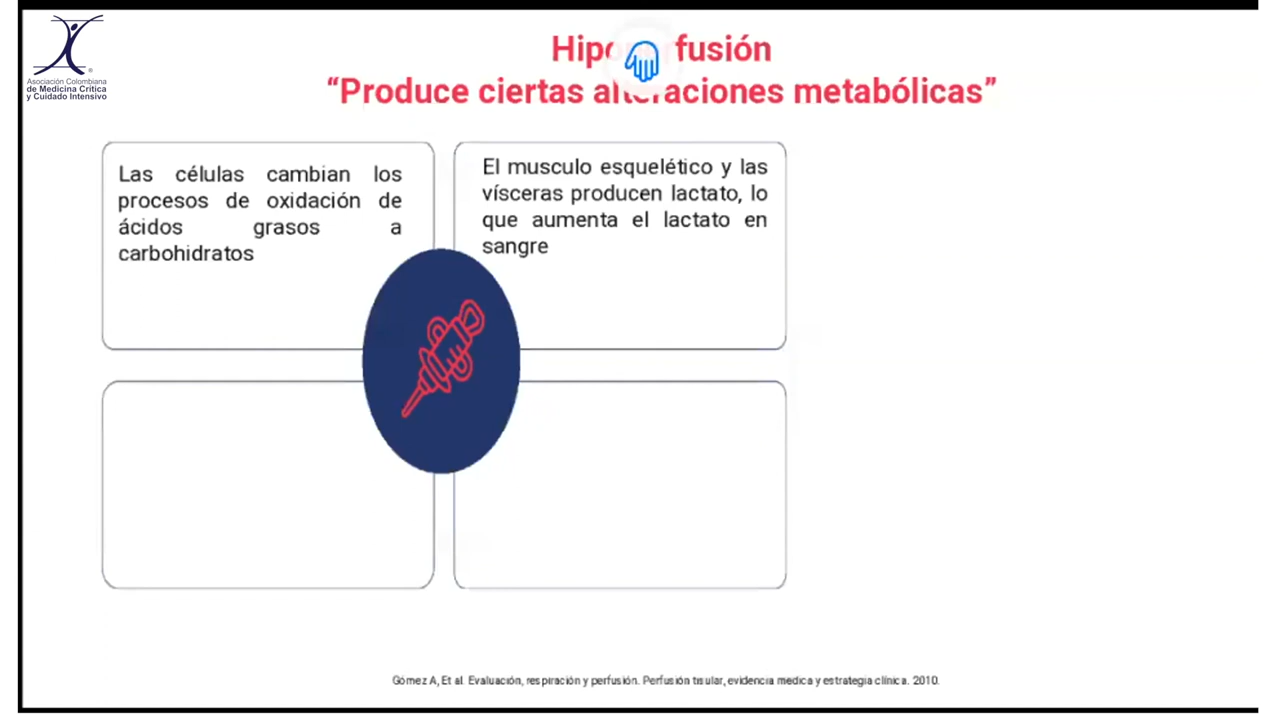 Asociación Colombiana
de Medicina Crítica
y Cuidado Intensivo
fusión
“Produce ciertas alteraciones metabólicas”
Las células cambian los
procesos de oxidación de
ácidos grasos a
carbohidratos
El musculo esquelético y las
vísceras producen lactato, lo
que aumenta el lactato en
sangre
Gómez A, Et al. Evaluación, respiración y perfusión. Perfusión tisular, evidencia medica y estrategia clínica. 2010.